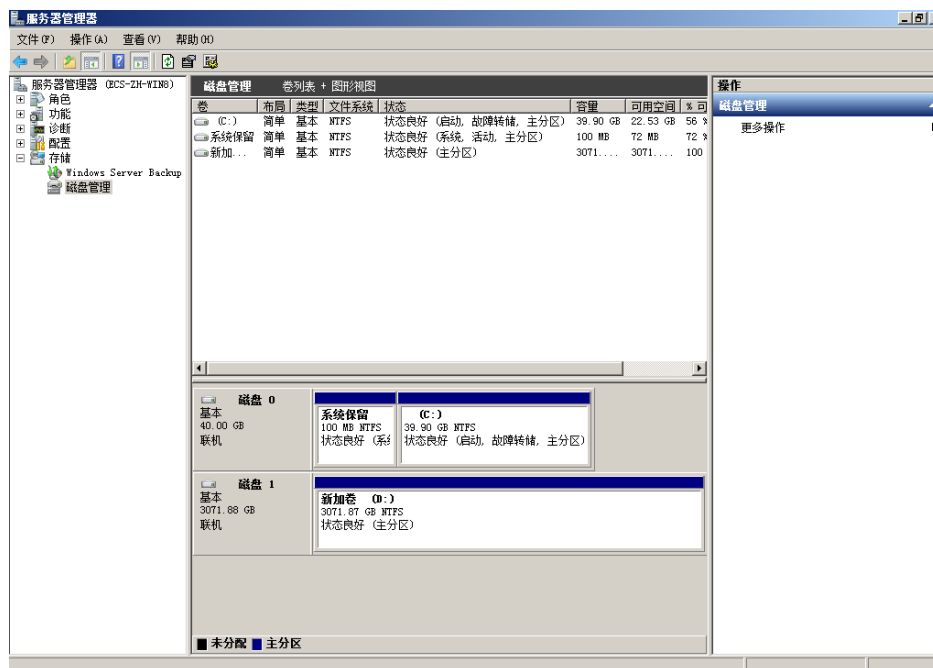 服务器管理器
文件(F) 操作(A) 查看(V) 帮助(H)
服务器管理器 (ECS-ZH-WIN8)
角色
功能
诊断
配置
存储
Windows Server Backup
磁盘管理
磁盘管理 卷列表 + 图形视图
卷 布局 类型 文件系统 状态 容量 可用空间 % 可
(C:) 简单 基本 NTFS 状态良好 (启动, 故障转储, 主分区) 39.90 GB 22.53 GB 56 %
系统保留 简单 基本 NTFS 状态良好 (系统, 活动, 主分区) 100 MB 72 MB 72 %
新加... 简单 基本 NTFS 状态良好 (主分区) 3071.... 3071.... 100
磁盘 0
基本
40.00 GB
联机
系统保留
100 MB NTFS
状态良好 (系
(C:)
39.90 GB NTFS
状态良好 (启动, 故障转储, 主分区)
磁盘 1
基本
3071.88 GB
联机
新加卷 (D:)
3071.87 GB NTFS
状态良好 (主分区)
未分配 主分区
操作
磁盘管理
更多操作